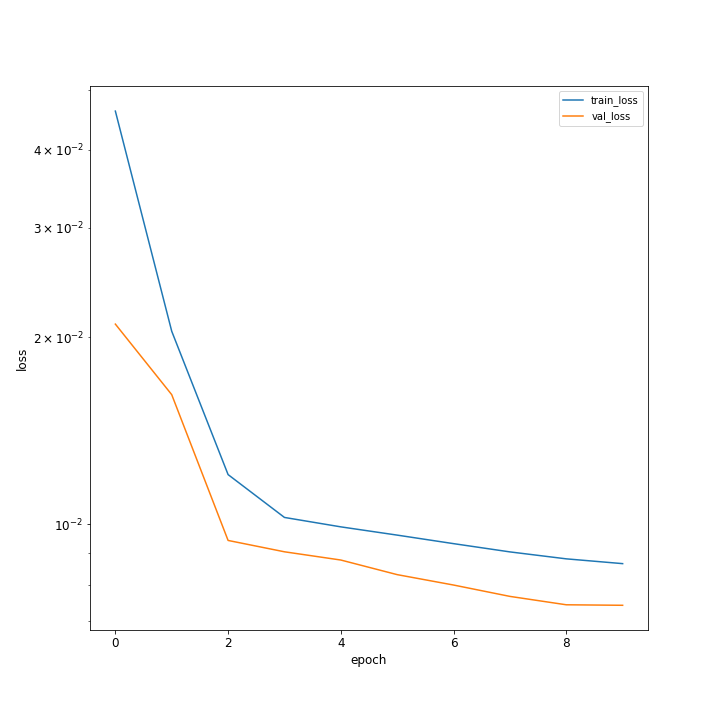 train_loss
val_loss
4 × 10⁻²
3 × 10⁻²
2 × 10⁻²
10⁻²
loss
0 2 4 6 8
epoch